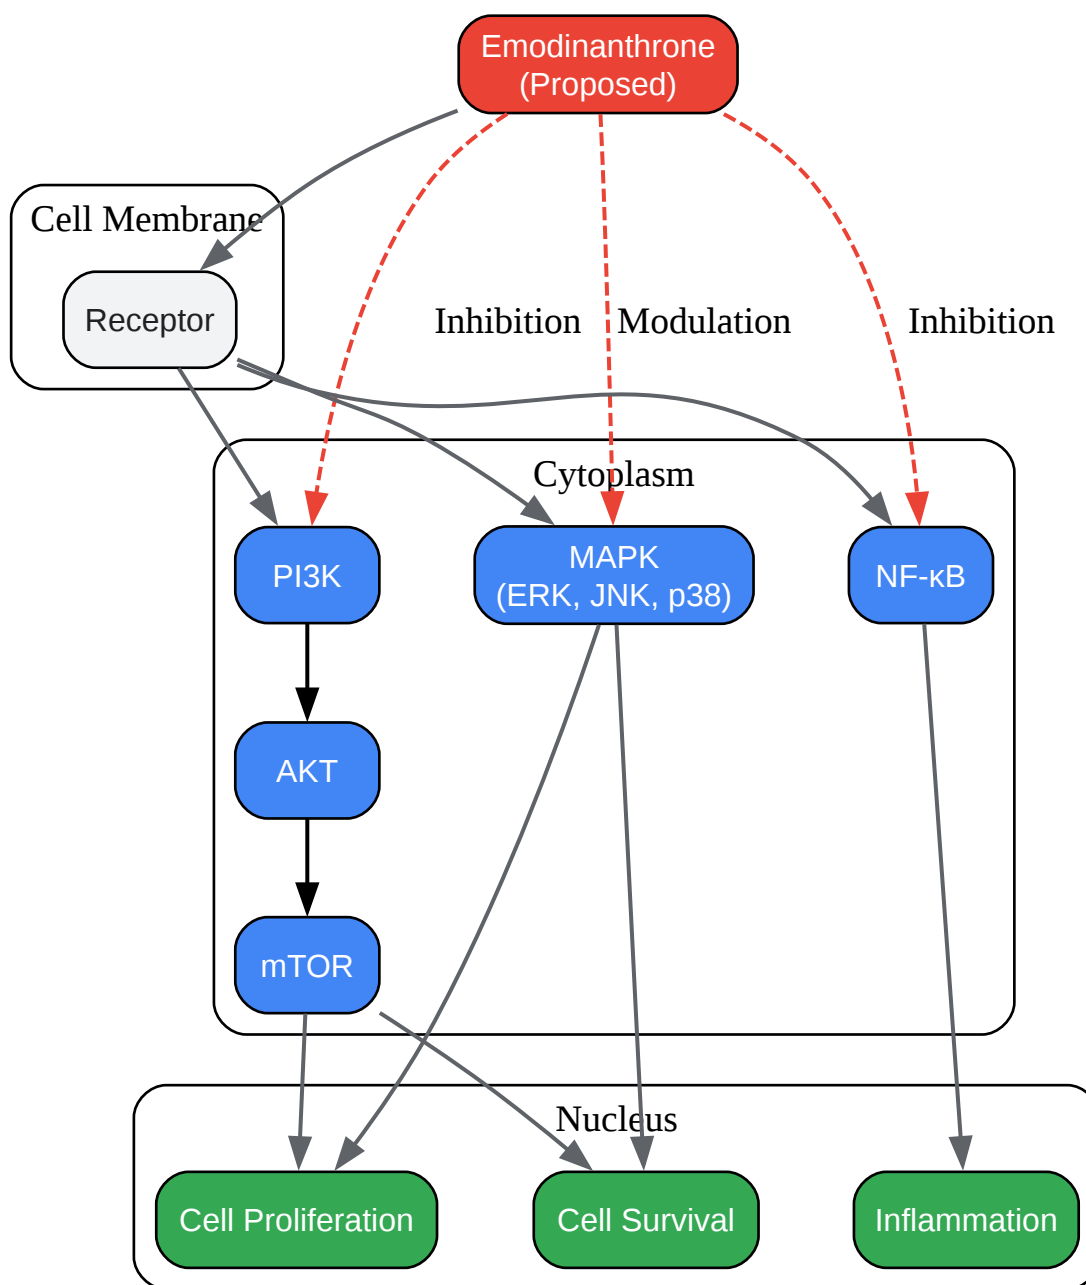 Emodinanthrone
(Proposed)
Cell Membrane
Receptor
Inhibition
Modulation
Inhibition
Cytoplasm
PI3K
MAPK
(ERK, JNK, p38)
NF-κB
AKT
mTOR
Nucleus
Cell Proliferation
Cell Survival
Inflammation